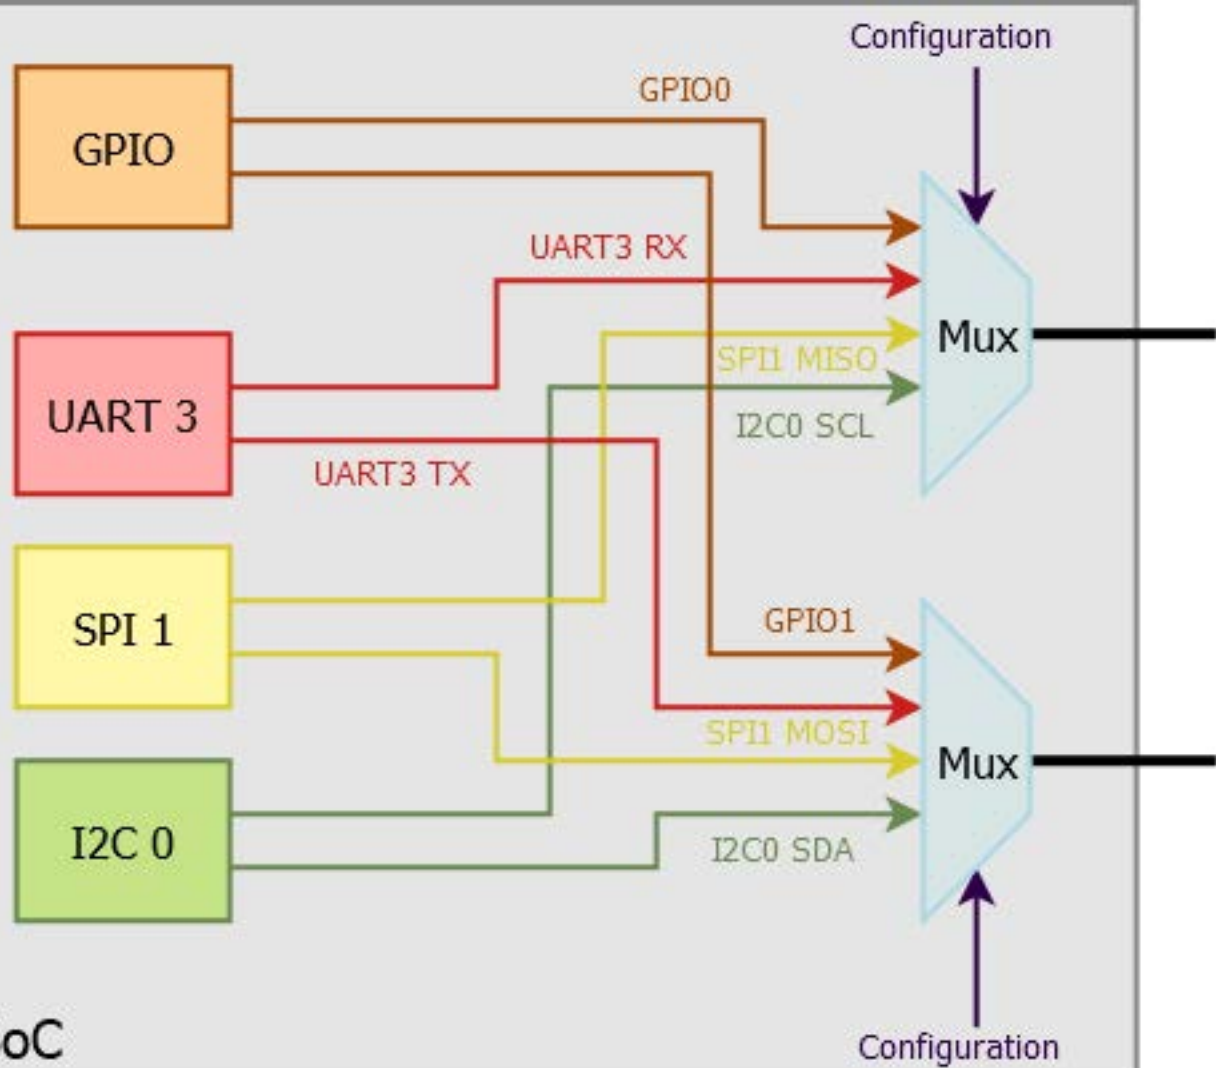 Configuration
GPIO0
GPIO
UART3 RX
Mux
SPI1 MISO
UART 3
I2C0 SCL
UART3 TX
GPIO1
SPI 1
SPI1 MOSI
Mux
I2C 0
I2C0 SDA
oC
Configuration